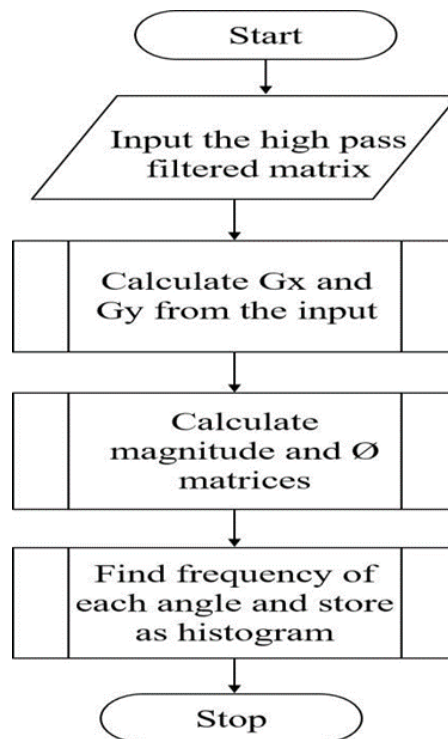 Start
Input the high pass
filtered matrix
Calculate Gx and
Gy from the input
Calculate
magnitude and Ø
matrices
Find frequency of
each angle and store
as histogram
Stop